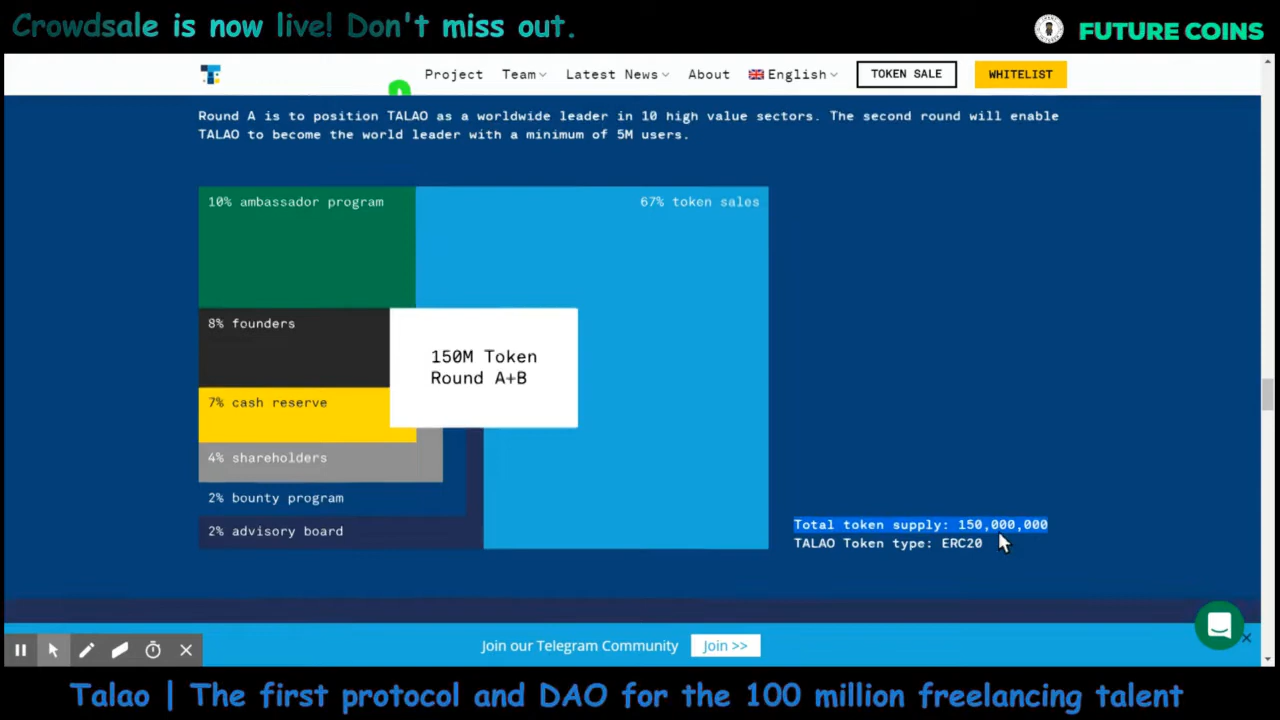 Crowdsale is now live! Don't miss out.
FUTURE COINS
Project Team Latest News About English TOKEN SALE WHITELIST
Round A is to position TALAO as a worldwide leader in 10 high value sectors. The second round will enable
TALAO to become the world leader with a minimum of 5M users.
10% ambassador program
67% token sales
8% founders
150M Token
Round A+B
7% cash reserve
4% shareholders
2% bounty program
2% advisory board
Total token supply: 150,000,000
TALAO Token type: ERC20
Join our Telegram Community Join >>
Talao | The first protocol and DAO for the 100 million freelancing talent